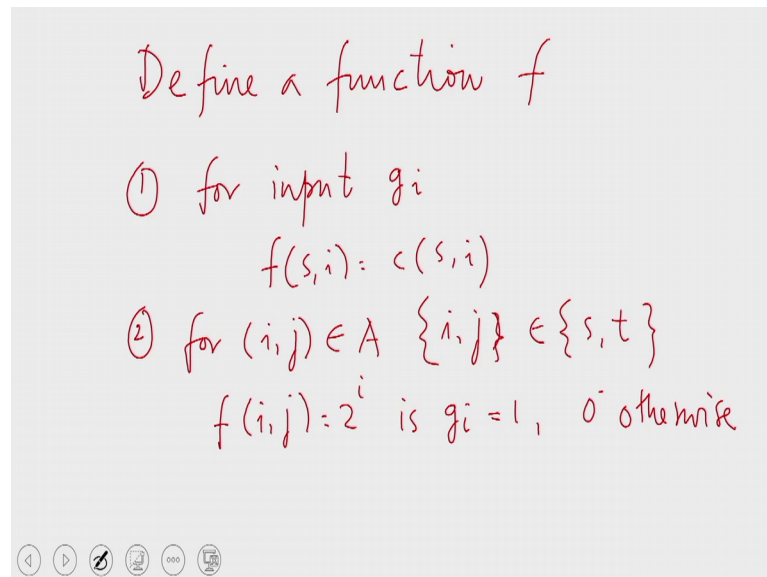 Define a function f
① for input gi
f(s,i) = c(s,i)
② for (i,j) ∈ A {i,j} ∈ {s,t}
f(i,j) = 2^i is gi = 1, 0 otherwise